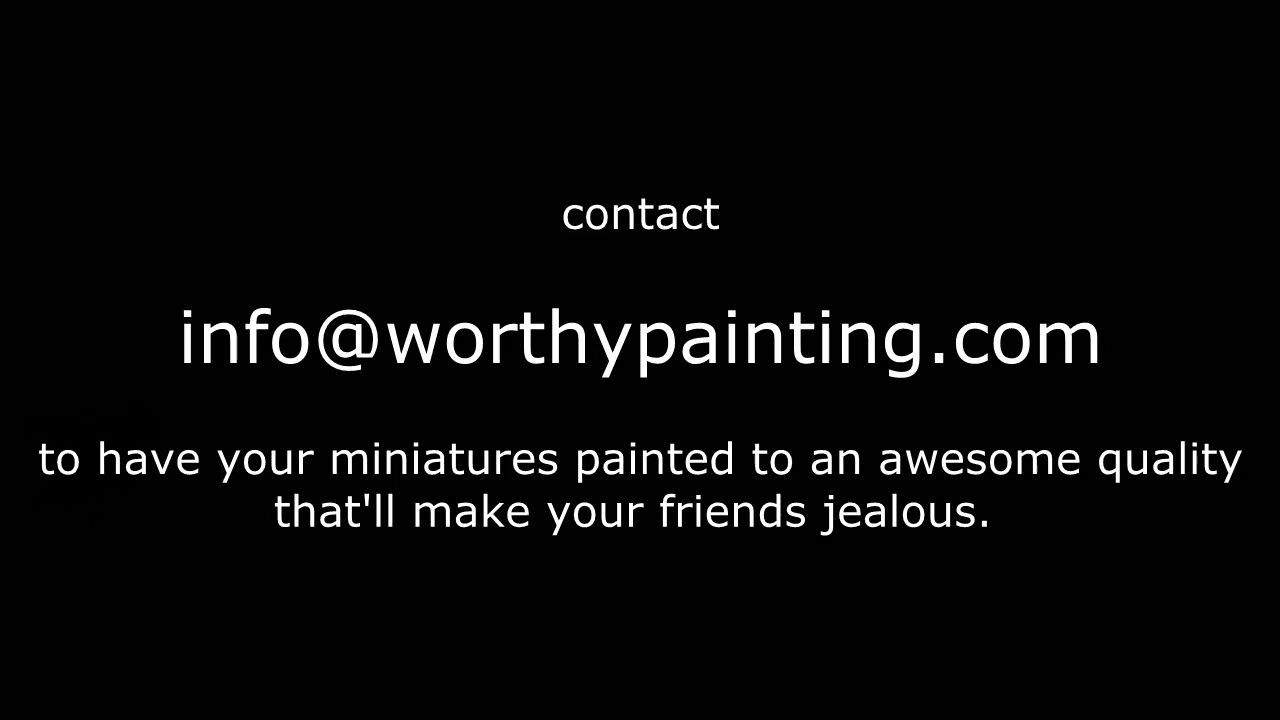 contact
info@worthypainting.com
to have your miniatures painted to an awesome quality
that'll make your friends jealous.